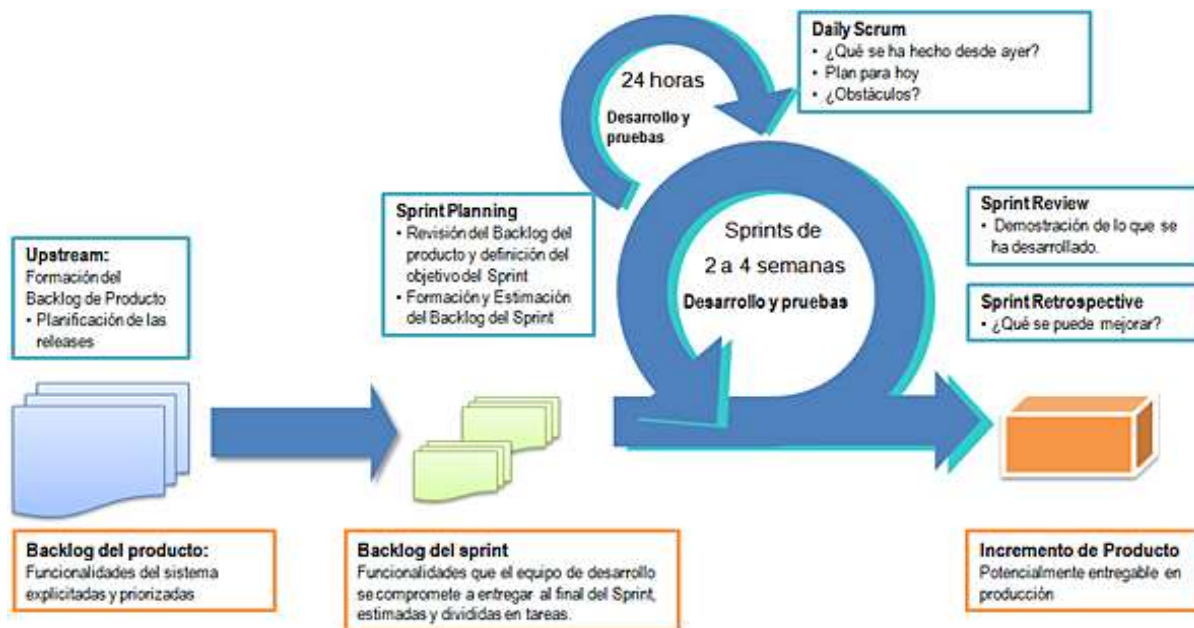 Daily Scrum
• ¿Qué se ha hecho desde ayer?
• Plan para hoy
• ¿Obstáculos?
24 horas
Desarrollo y
pruebas
Sprint Planning
• Revisión del Backlog del
producto y definición del
objetivo del Sprint
• Formación y Estimación
del Backlog del Sprint
Sprint Review
• Demostración de lo que se
ha desarrollado.
Upstream:
Formación del
Backlog de Producto
• Planificación de las
releases
Sprints de
2 a 4 semanas
Desarrollo y pruebas
Sprint Retrospective
• ¿Qué se puede mejorar?
Backlog del producto:
Funcionalidades del sistema
explicitadas y priorizadas
Backlog del sprint
Funcionalidades que el equipo de desarrollo
se compromete a entregar al final del Sprint,
estimadas y divididas en tareas.
Incremento de Producto
Potencialmente entregable en
producción